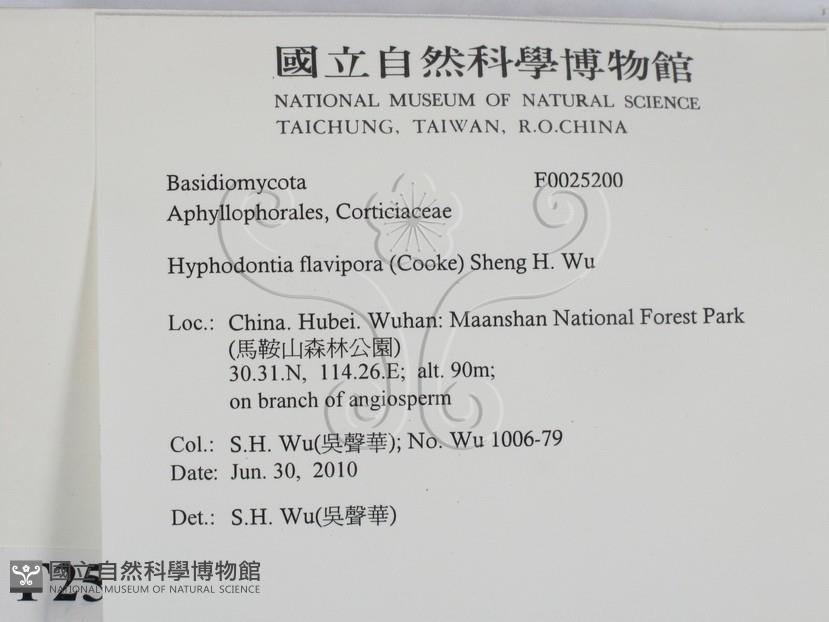 國立自然科學博物館
NATIONAL MUSEUM OF NATURAL SCIENCE
TAICHUNG, TAIWAN, R.O.CHINA
Basidiomycota F0025200
Aphyllophorales, Corticiaceae
Hyphodontia flavipora (Cooke) Sheng H. Wu
Loc.: China. Hubei. Wuhan: Maanshan National Forest Park
(馬鞍山森林公園)
30.31.N, 114.26.E; alt. 90m;
on branch of angiosperm
Col.: S.H. Wu(吳聲華); No. Wu 1006-79
Date: Jun. 30, 2010
Det.: S.H. Wu(吳聲華)
國立自然科學博物館
NATIONAL MUSEUM OF NATURAL SCIENCE